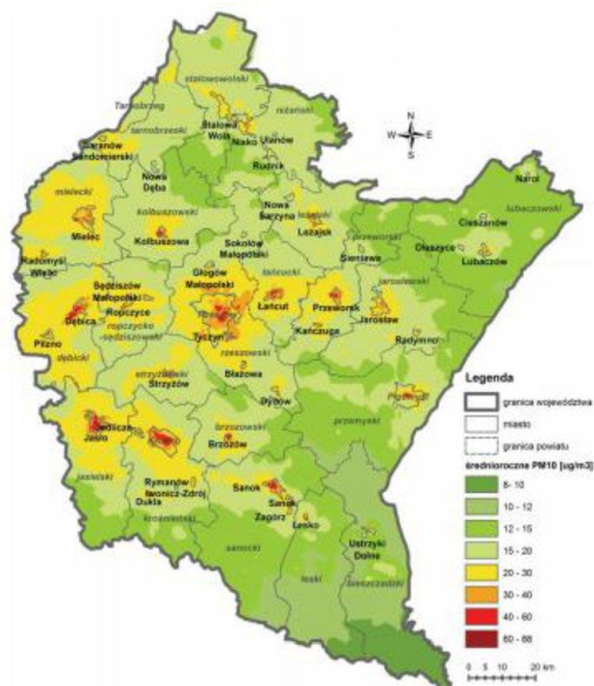 stalowowolski
Tarnobrzeg
tarnobrzeski
niżański
Stalowa
Wola
Nisko
Ulanów
Rudnik
Baranów
Sandomierski
Nowa
Dęba
mielecki
Mielec
kolbuszowski
Kolbuszowa
Nowa
Sarzyna
leżajski
Leżajsk
Sokołów
Małopolski
Sieniawa
przeworski
Narol
lubaczowski
Cieszanów
Oleszyce
Lubaczów
Radomyśl
Wielki
Sędziszów
Małopolski
Ropczyce
ropczycko
-sędziszowski
Dębica
Pilzno
dębicki
Głogów
Małopolski
łańcucki
Łańcut
Tyczyn
rzeszowski
Przeworsk
Kańczuga
jarosławski
Jarosław
Radymno
strzyżowski
Strzyżów
Błażowa
Dynów
Przemyśl
przemyski
Jedlicze
Jasło
jasielski
Krosno
brzozowski
Brzozów
Rymanów
Iwonicz-Zdrój
Dukla
krośnieński
Sanok
Sanok
Zagórz
Lesko
sanocki
leski
Ustrzyki
Dolne
bieszczadzki
N
W E
S
Legenda
granica województwa
miasto
granica powiatu
średnioroczne PM10 [ug/m3]
8- 10
10 - 12
12 - 15
15 - 20
20 - 30
30 - 40
40 - 60
60 - 88
0 5 10 20 km